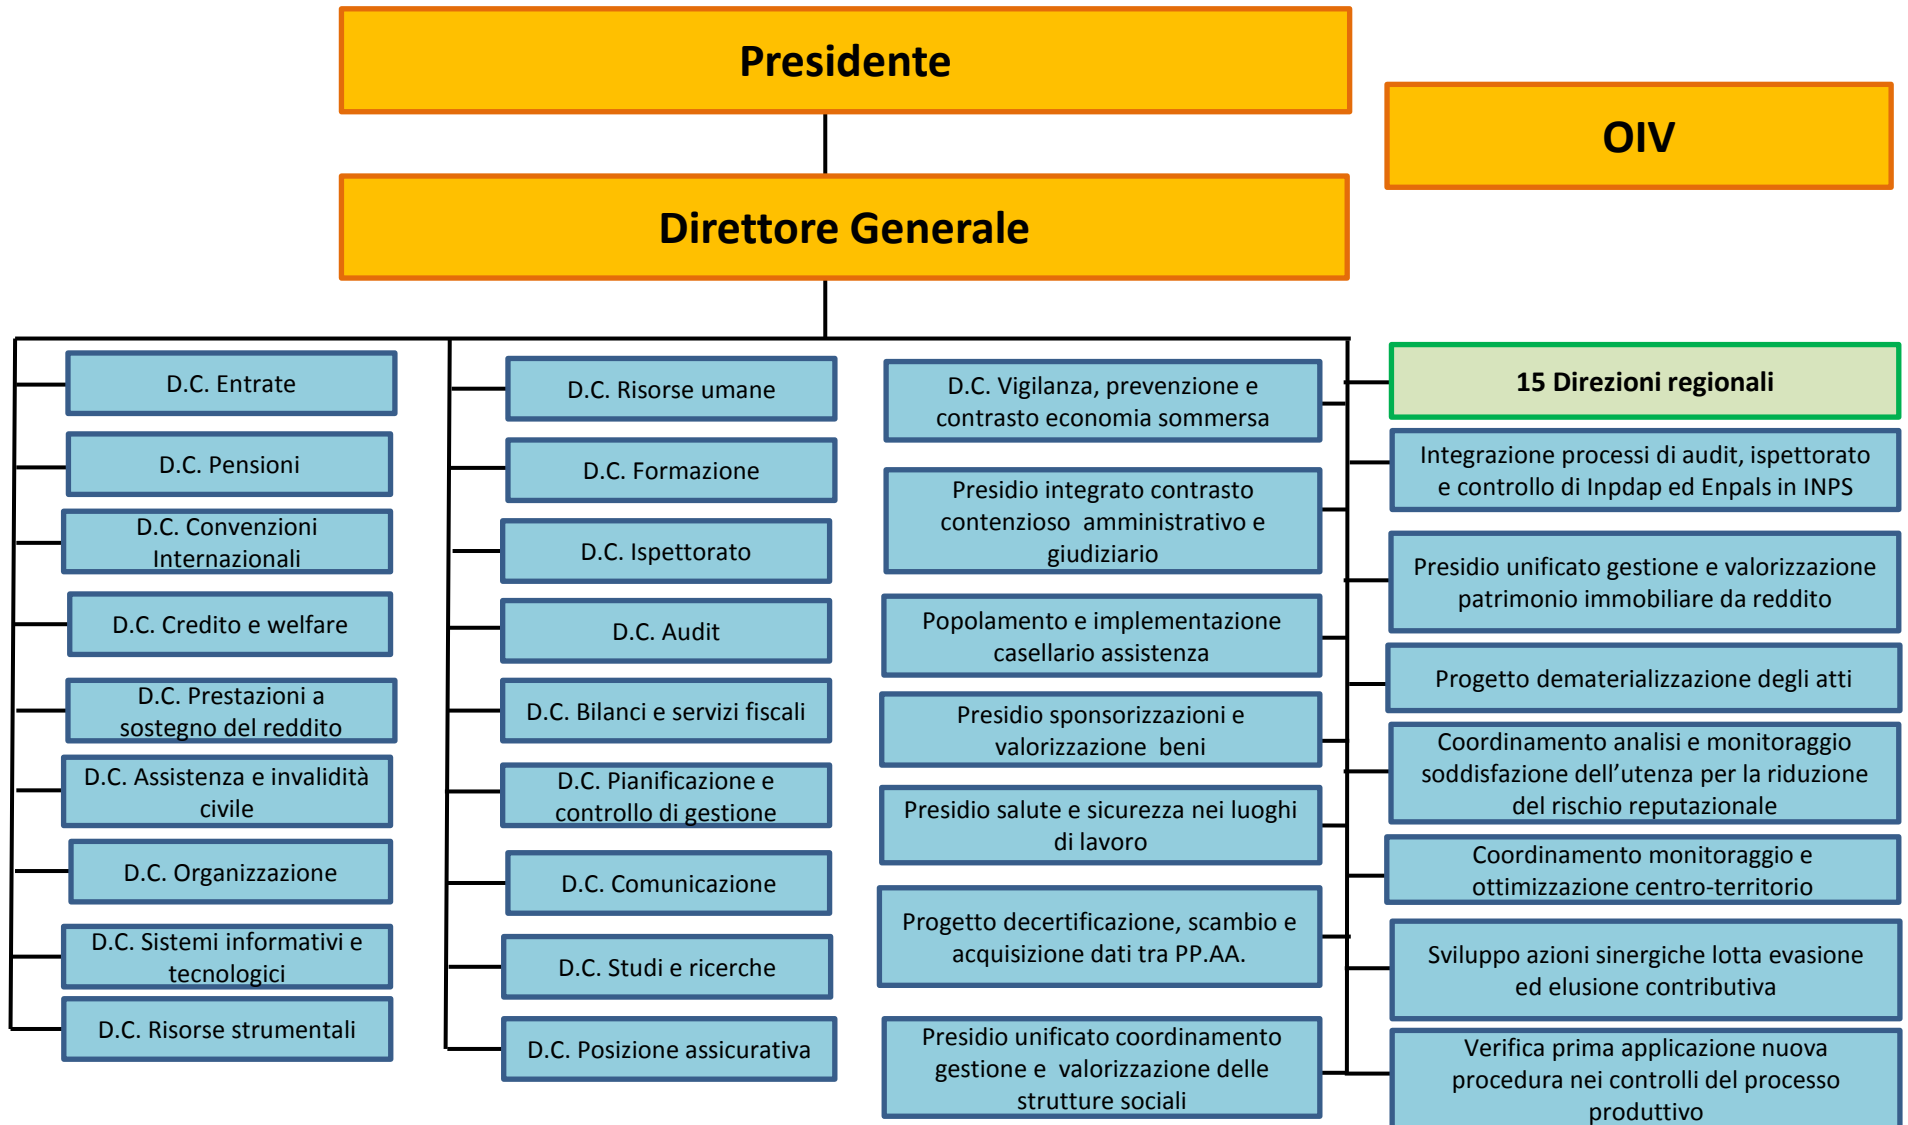 Presidente
OIV
Direttore Generale
D.C. Entrate
D.C. Pensioni
D.C. Convenzioni
Internazionali
D.C. Credito e welfare
D.C. Prestazioni a
sostegno del reddito
D.C. Assistenza e invalidità
civile
D.C. Organizzazione
D.C. Sistemi informativi e
tecnologici
D.C. Risorse strumentali
D.C. Risorse umane
D.C. Formazione
D.C. Ispettorato
D.C. Audit
D.C. Bilanci e servizi fiscali
D.C. Pianificazione e
controllo di gestione
D.C. Comunicazione
D.C. Studi e ricerche
D.C. Posizione assicurativa
D.C. Vigilanza, prevenzione e
contrasto economia sommersa
Presidio integrato contrasto
contenzioso amministrativo e
giudiziario
Popolamento e implementazione
casellario assistenza
Presidio sponsorizzazioni e
valorizzazione beni
Presidio salute e sicurezza nei luoghi
di lavoro
Progetto decertificazione, scambio e
acquisizione dati tra PP.AA.
Presidio unificato coordinamento
gestione e valorizzazione delle
strutture sociali
15 Direzioni regionali
Integrazione processi di audit, ispettorato
e controllo di Inpdap ed Enpals in INPS
Presidio unificato gestione e valorizzazione
patrimonio immobiliare da reddito
Progetto dematerializzazione degli atti
Coordinamento analisi e monitoraggio
soddisfazione dell’utenza per la riduzione
del rischio reputazionale
Coordinamento monitoraggio e
ottimizzazione centro-territorio
Sviluppo azioni sinergiche lotta evasione
ed elusione contributiva
Verifica prima applicazione nuova
procedura nei controlli del processo
produttivo